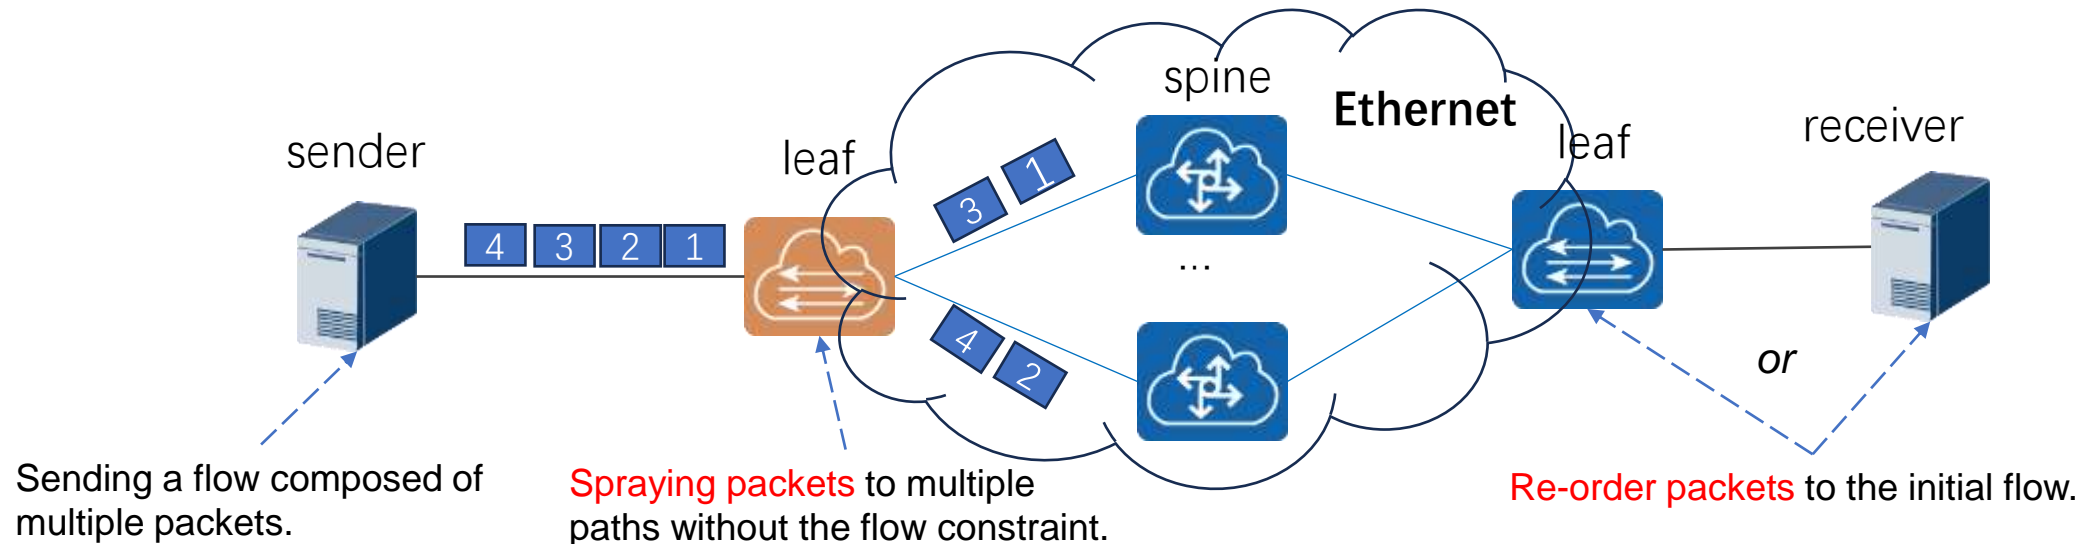 spine
Ethernet
sender
leaf
leaf
receiver
4 3 2 1
3 1
...
4 2
or
Sending a flow composed of
multiple packets.
Spraying packets to multiple
paths without the flow constraint.
Re-order packets to the initial flow.